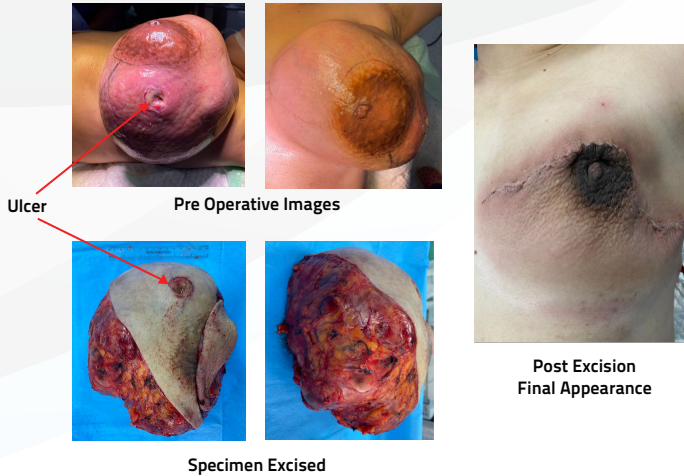 Ulcer
Pre Operative Images
Specimen Excised
Post Excision
Final Appearance